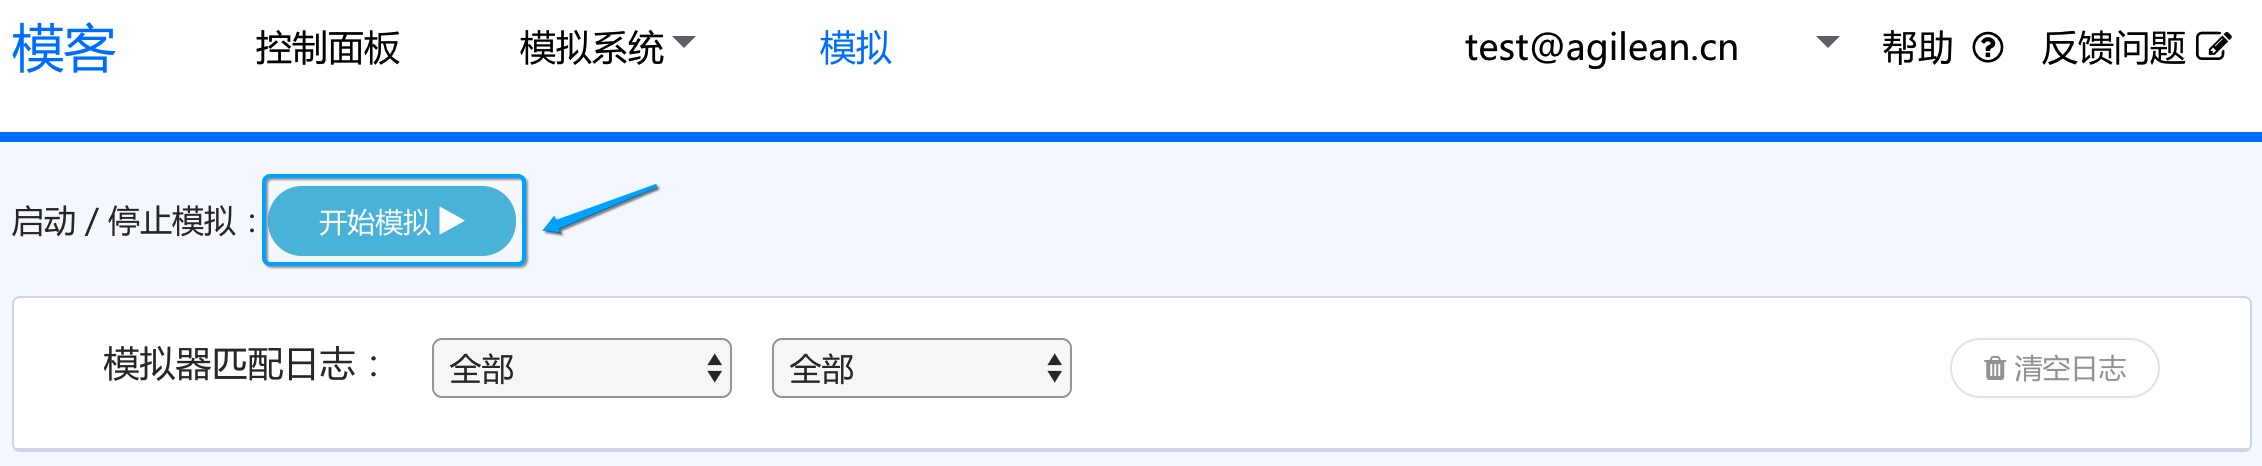 模客 控制面板 模拟系统 模拟 test@agilean.cn 帮助 反馈问题
启动 / 停止模拟： 开始模拟
模拟器匹配日志： 全部 全部 清空日志